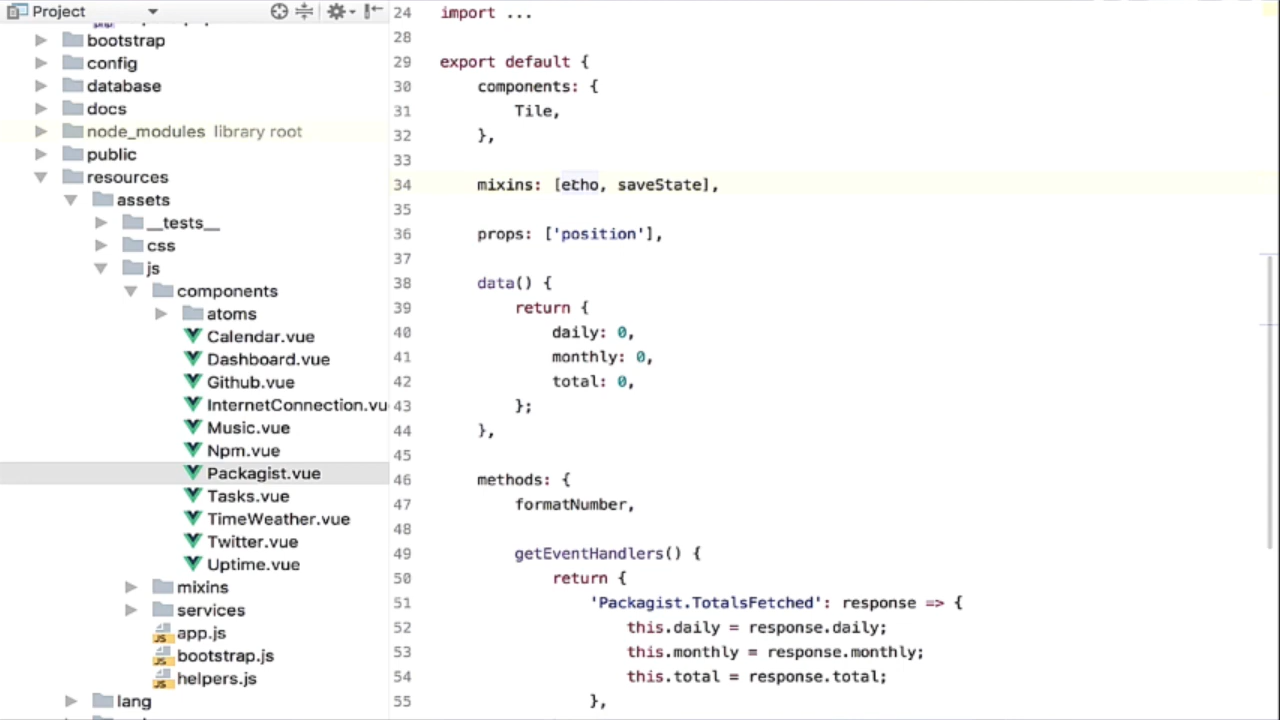 Project
bootstrap
config
database
docs
node_modules library root
public
resources
assets
__tests__
css
js
components
atoms
Calendar.vue
Dashboard.vue
Github.vue
InternetConnection.vu
Music.vue
Npm.vue
Packagist.vue
Tasks.vue
TimeWeather.vue
Twitter.vue
Uptime.vue
mixins
services
app.js
bootstrap.js
helpers.js
lang
24 import ...
28
29 export default {
30 components: {
31 Tile,
32 },
33
34 mixins: [echo, saveState],
35
36 props: ['position'],
37
38 data() {
39 return {
40 daily: 0,
41 monthly: 0,
42 total: 0,
43 };
44 },
45
46 methods: {
47 formatNumber,
48
49 getEventHandlers() {
50 return {
51 'Packagist.TotalsFetched': response => {
52 this.daily = response.daily;
53 this.monthly = response.monthly;
54 this.total = response.total;
55 },